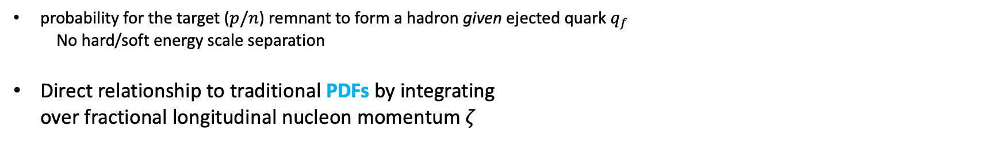 • probability for the target (p/n) remnant to form a hadron given ejected quark q_f
No hard/soft energy scale separation
• Direct relationship to traditional PDFs by integrating
over fractional longitudinal nucleon momentum ζ